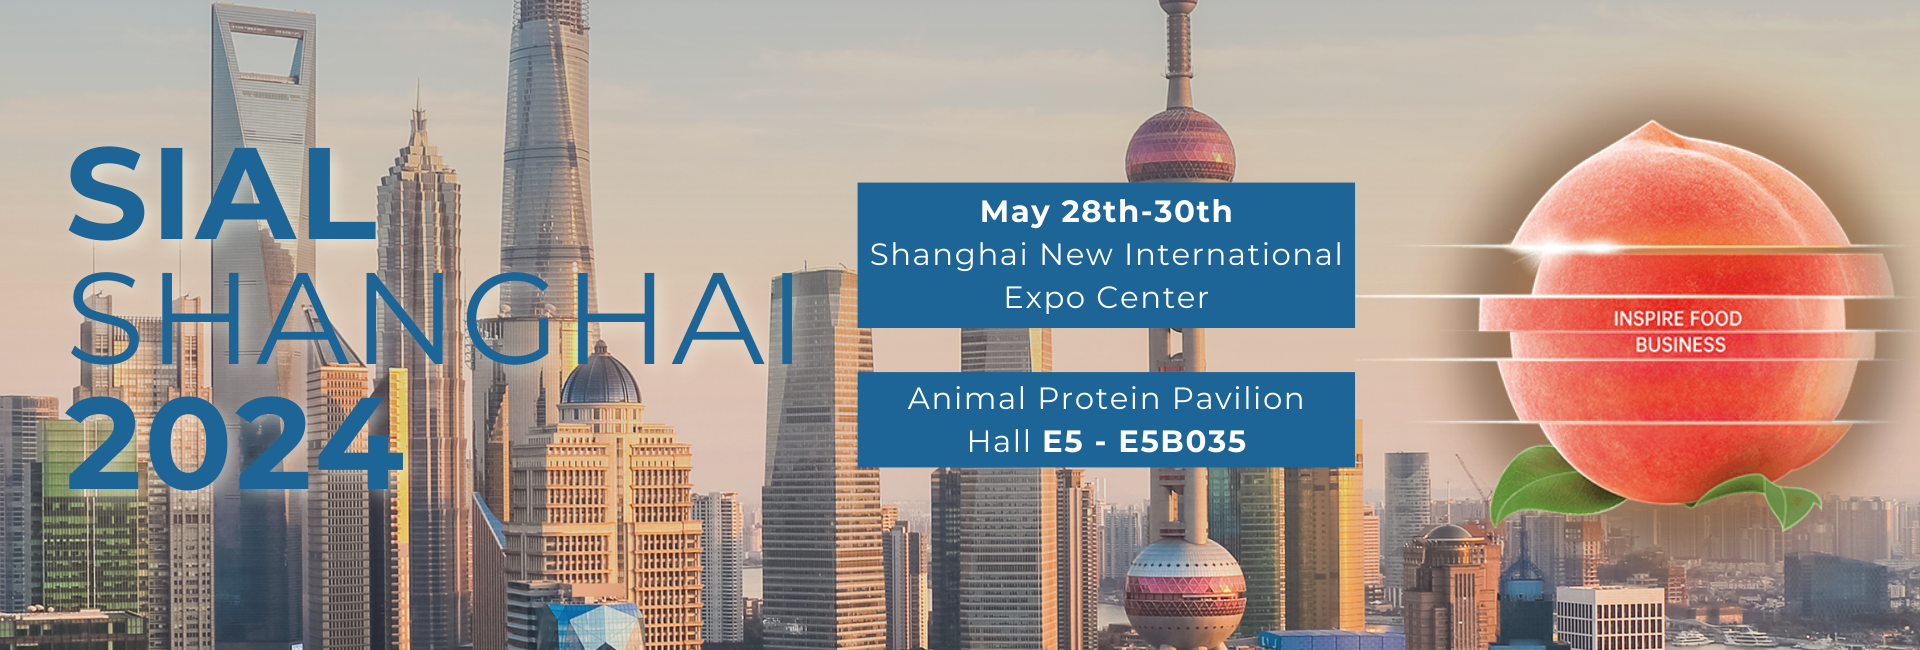 SIAL
SHANGHAI
2024
May 28th-30th
Shanghai New International
Expo Center
Animal Protein Pavilion
Hall E5 - E5B035
INSPIRE FOOD
BUSINESS